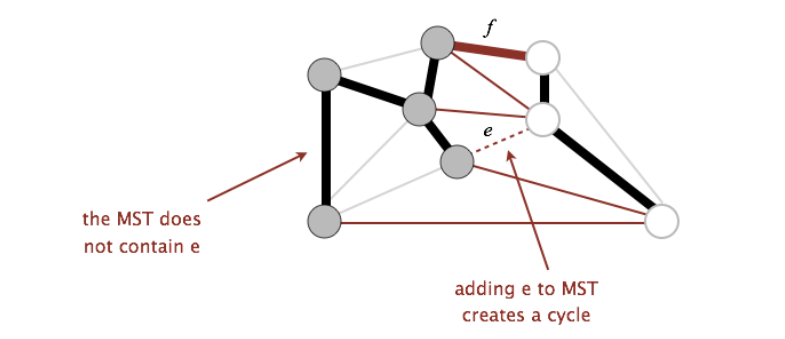 f
e
the MST does
not contain e
adding e to MST
creates a cycle